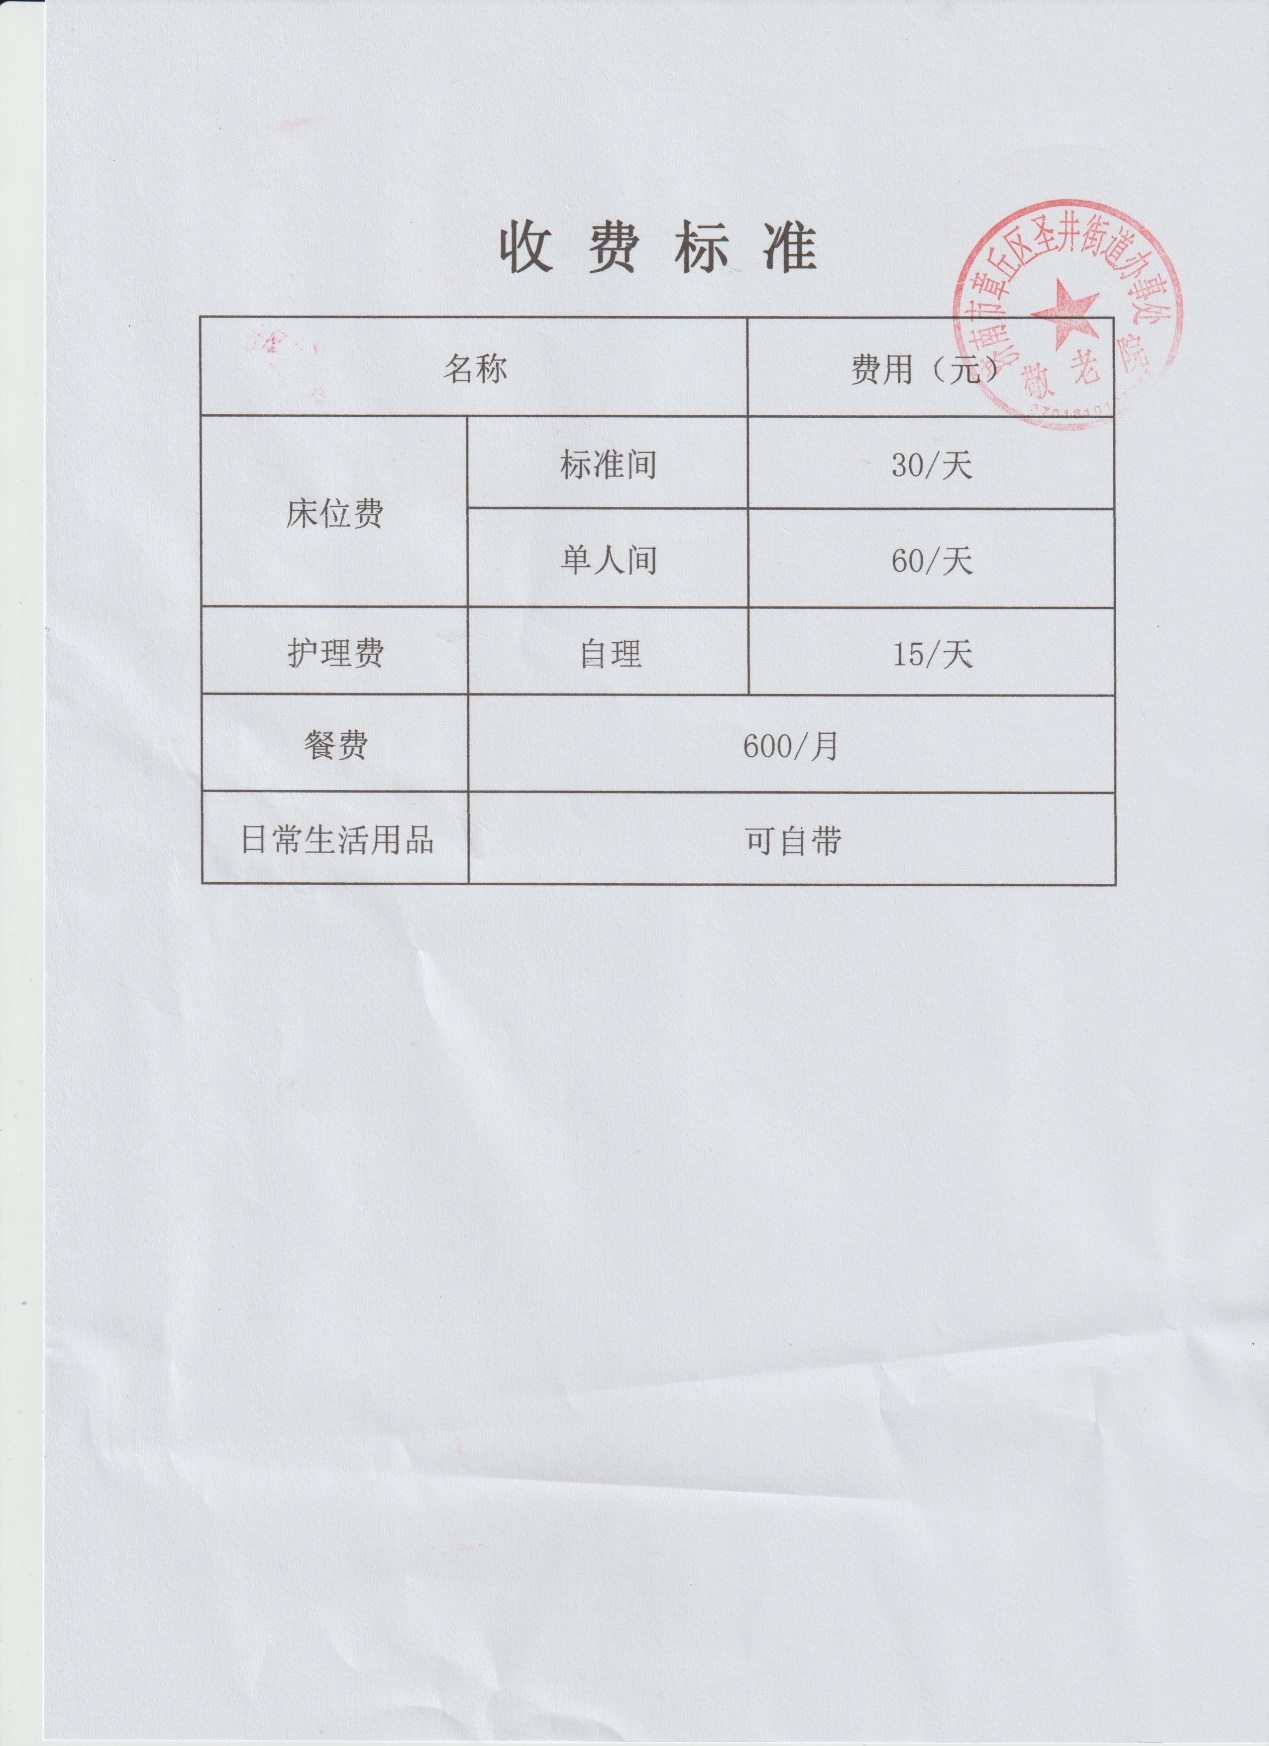 收费标准
济南市章丘区圣井街道办事处
敬老院
名称 费用（元）
床位费 标准间 30/天
单人间 60/天
护理费 自理 15/天
餐费 600/月
日常生活用品 可自带